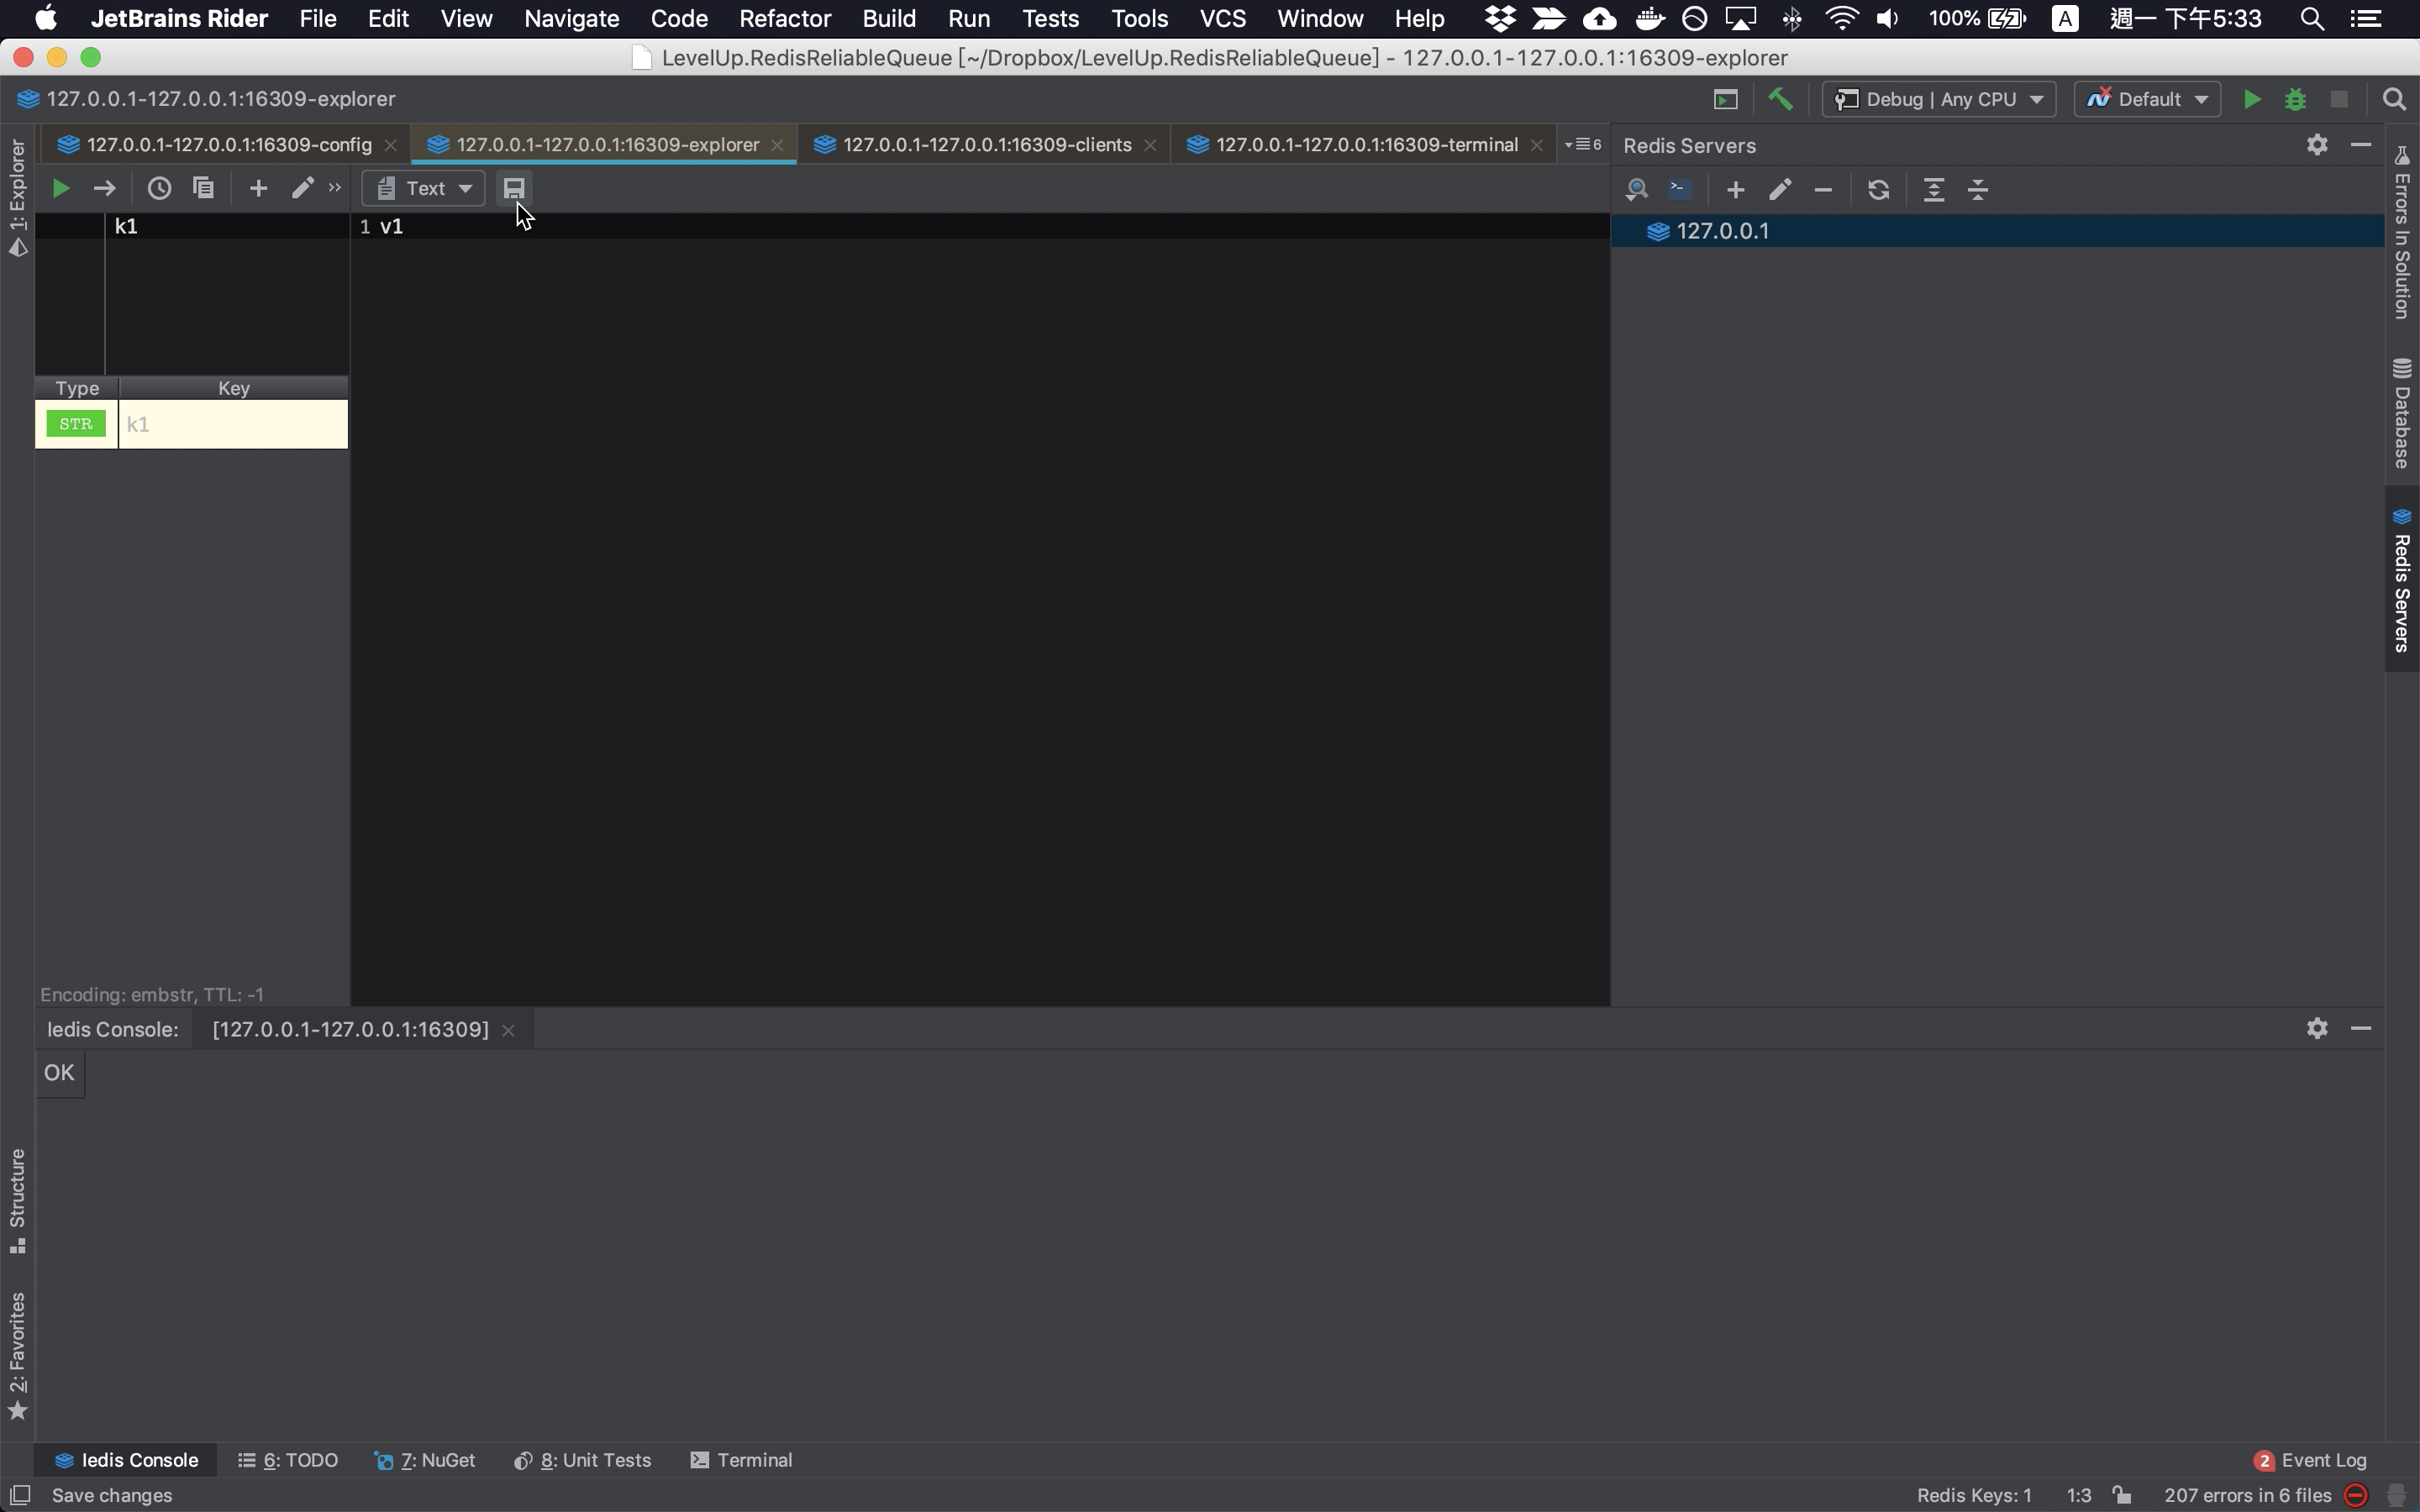 JetBrains Rider File Edit View Navigate Code Refactor Build Run Tests Tools VCS Window Help 100% A 週一 下午5:33
LevelUp.RedisReliableQueue [~/Dropbox/LevelUp.RedisReliableQueue] - 127.0.0.1-127.0.0.1:16309-explorer
127.0.0.1-127.0.0.1:16309-explorer Debug | Any CPU Default
127.0.0.1-127.0.0.1:16309-config 127.0.0.1-127.0.0.1:16309-explorer 127.0.0.1-127.0.0.1:16309-clients 127.0.0.1-127.0.0.1:16309-terminal 6 Redis Servers
1: Explorer
Text
k1
1 v1
127.0.0.1
Type Key
STR k1
Encoding: embstr, TTL: -1
Errors In Solution
Database
Redis Servers
Iedis Console: [127.0.0.1-127.0.0.1:16309]
OK
Structure
2: Favorites
Iedis Console 6: TODO 7: NuGet 8: Unit Tests Terminal 2 Event Log
Save changes Redis Keys: 1 1:3 207 errors in 6 files